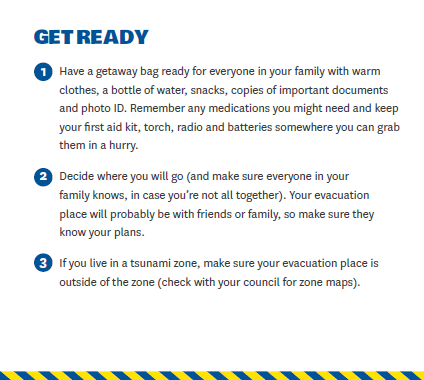 GET READY
1 Have a getaway bag ready for everyone in your family with warm
clothes, a bottle of water, snacks, copies of important documents
and photo ID. Remember any medications you might need and keep
your first aid kit, torch, radio and batteries somewhere you can grab
them in a hurry.
2 Decide where you will go (and make sure everyone in your
family knows, in case you're not all together). Your evacuation
place will probably be with friends or family, so make sure they
know your plans.
3 If you live in a tsunami zone, make sure your evacuation place is
outside of the zone (check with your council for zone maps).